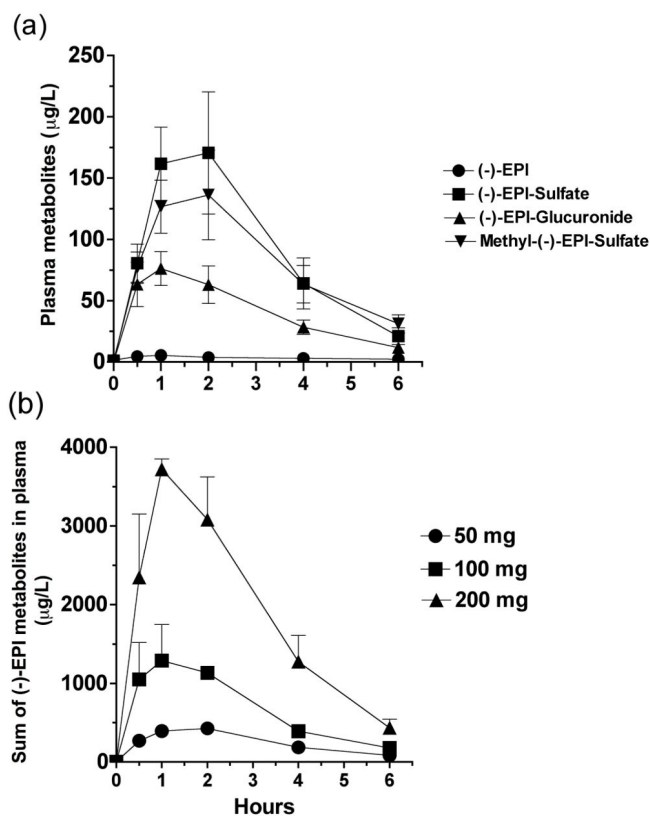 (a)
Plasma metabolites (μg/L)
250
200
150
100
50
0
0 1 2 3 4 5 6
(-)-EPI
(-)-EPI-Sulfate
(-)-EPI-Glucuronide
Methyl-(-)-EPI-Sulfate
(b)
Sum of (-)-EPI metabolites in plasma
(μg/L)
4000
3000
2000
1000
0
0 1 2 3 4 5 6
Hours
50 mg
100 mg
200 mg